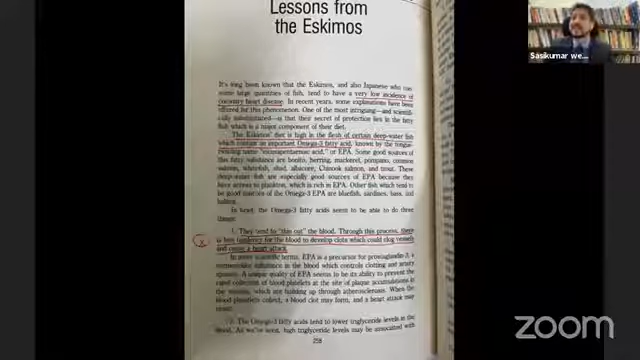 Lessons from
the Eskimos
It's long been known that the Eskimos, and also Japanese who con-
sume large quantities of fish, tend to have a very low incidence of
coronary heart disease. In recent years, some explanations have been
offered for this phenomenon. One of the most intriguing—and scientif-
ically substantiated—is that their secret of protection lies in the fatty
fish which is a major component of their diet.
The Eskimos' diet is high in the flesh of certain deep-water fish
which contain an important Omega-3 fatty acid, known by the tongue-
twisting name "eicosapentaenoic acid," or EPA. Some good sources of
this fatty substance are bonito, herring, mackerel, pompano, common
salmon, whitefish, shad, albacore, Chinook salmon, and trout. These
deep-water fish are especially good sources of EPA because they
have access to plankton, which is rich in EPA. Other fish which tend to
be good sources of the Omega-3 EPA are bluefish, sardines, bass, and
halibut.
In brief, the Omega-3 fatty acids seem to be able to do three
things:
1. They tend to "thin out" the blood. Through this process, there
x is less tendency for the blood to develop clots which could clog vessels
and cause a heart attack.
In more scientific terms, EPA is a precursor for
substance in the blood which controls clotting and artery
spasms. A unique quality of EPA seems to be its ability to prevent the
rapid collection of blood platelets at the site of plaque accumulations in
the vessels, which are building up through atherosclerosis. When the
blood platelets collect, a blood clot may form, and a heart attack may
2. The Omega-3 fatty acids tend to lower triglyceride levels in the
blood. As we've seen, high triglyceride levels may be associated with
258
Sasikumar we...
zoom